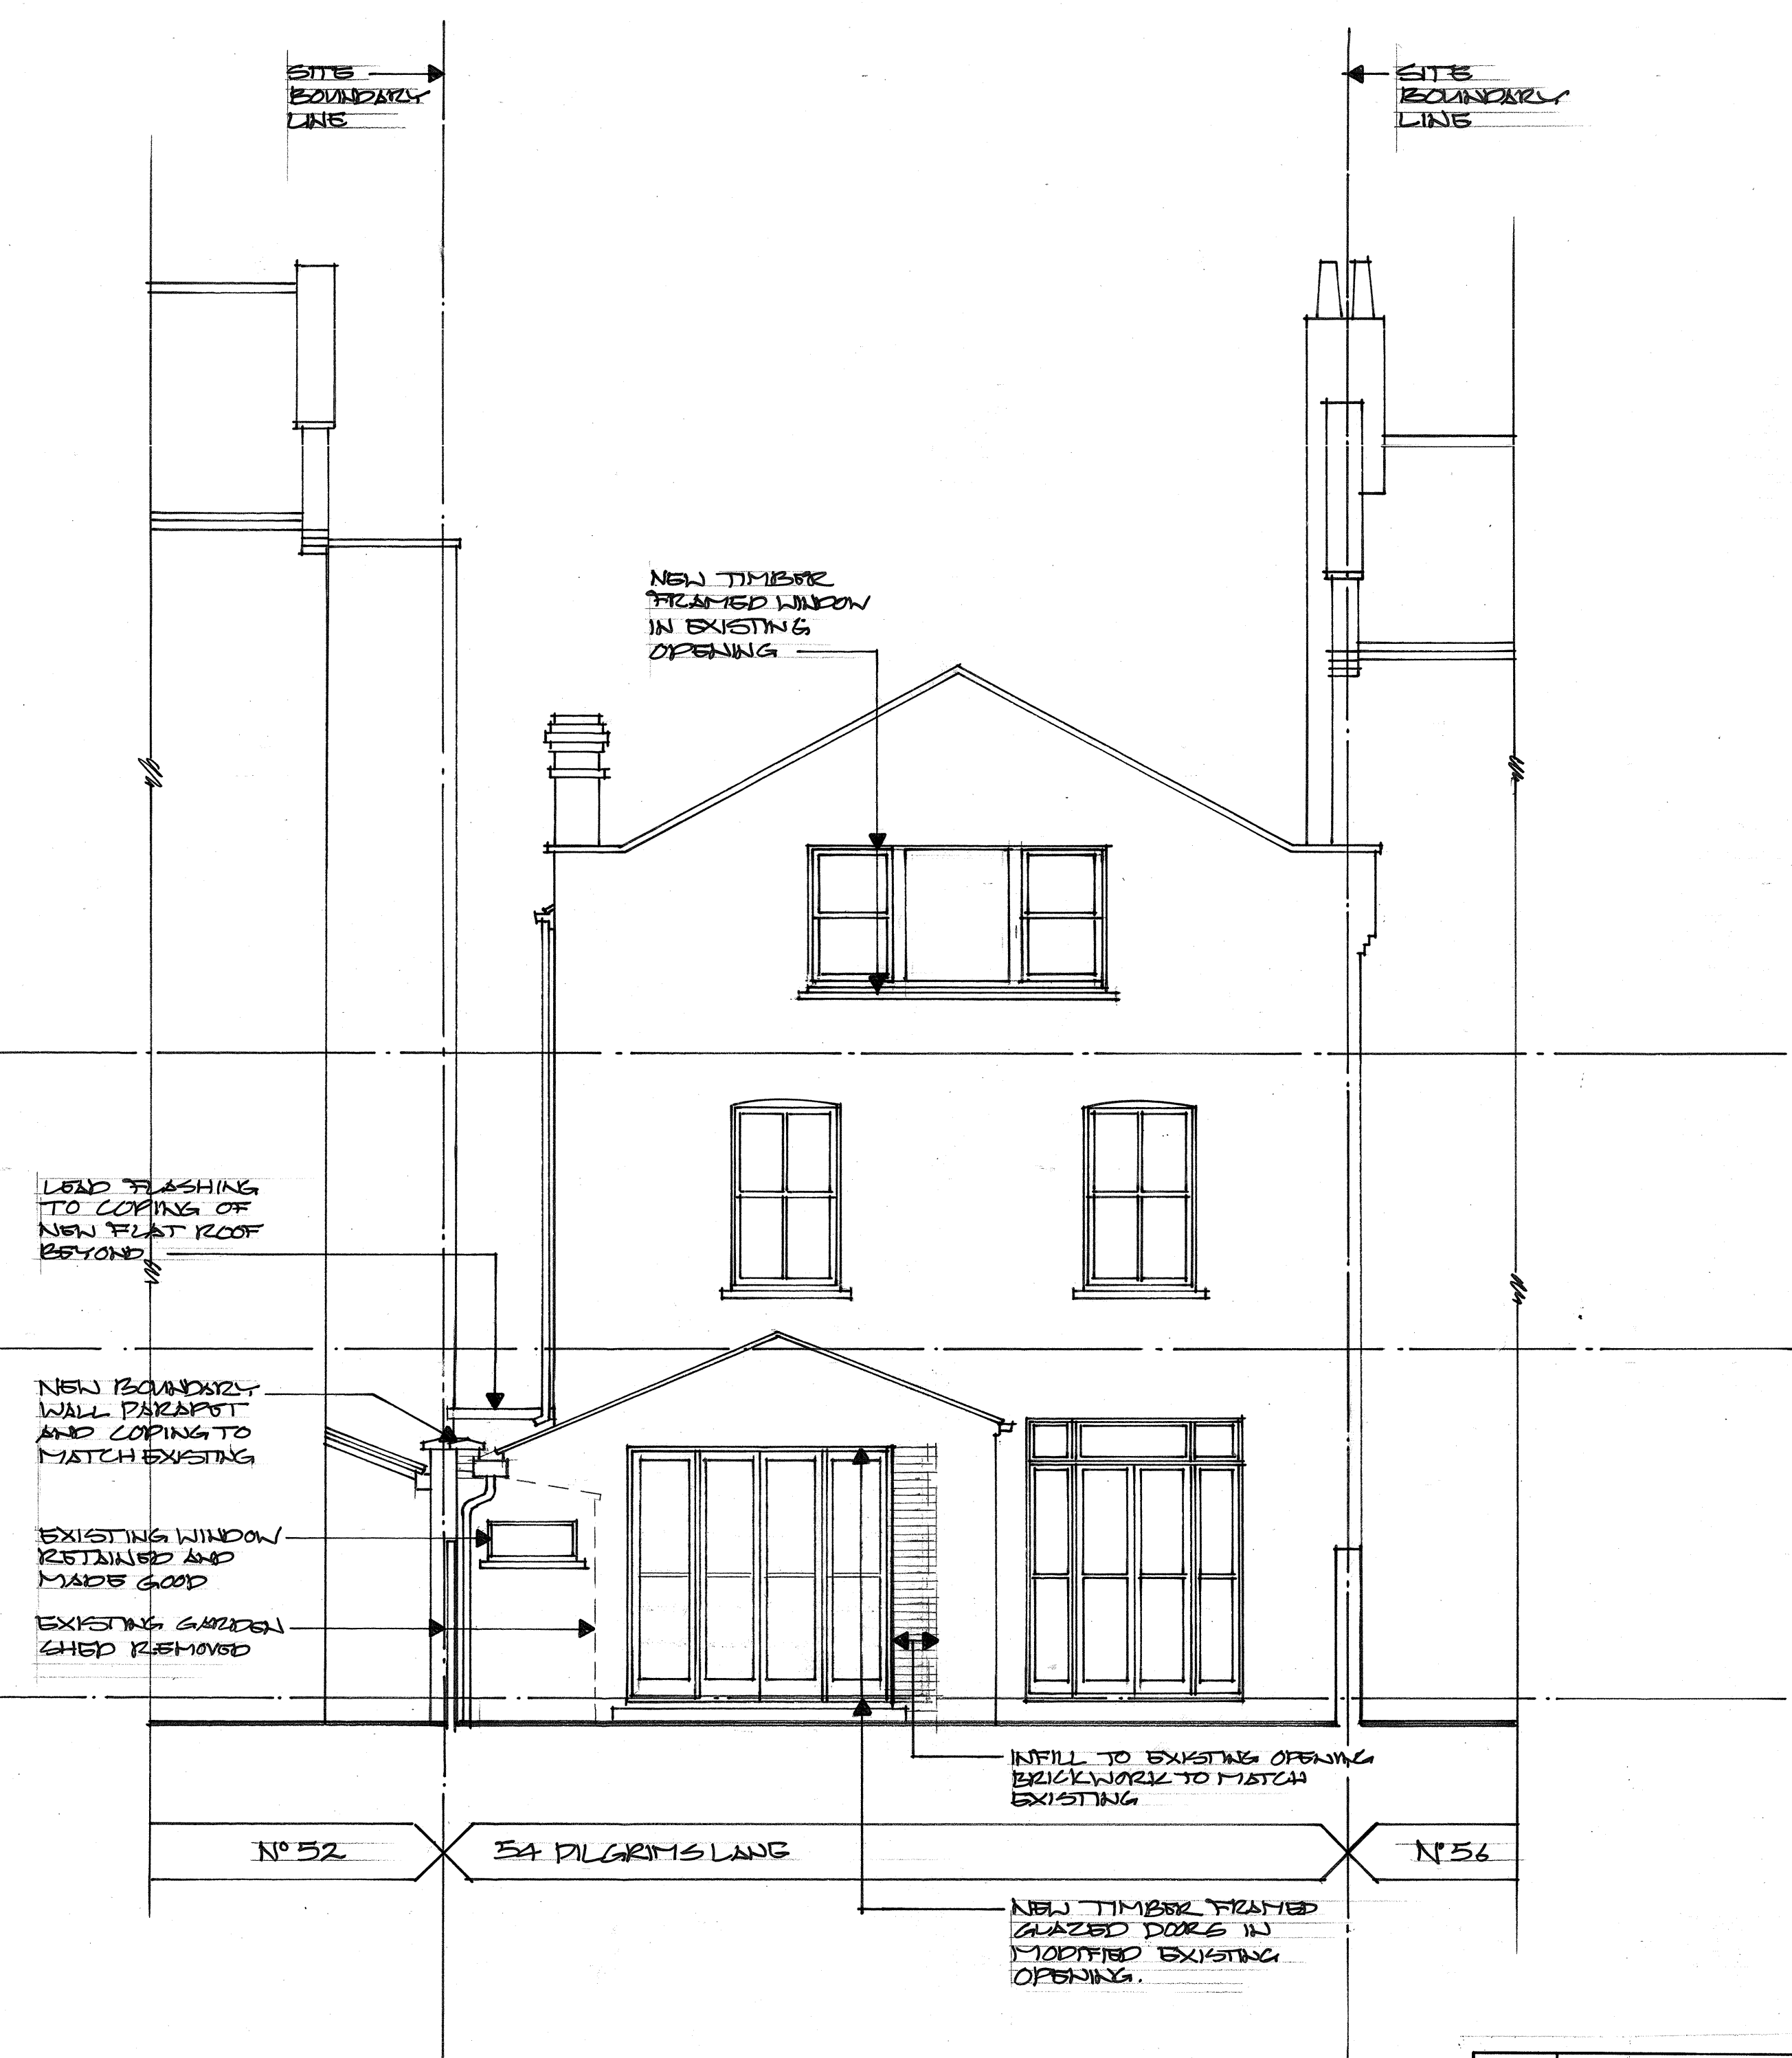 SITE
BOUNDARY
LINE
SITE
BOUNDARY
LINE
NEW TIMBER
FRAMED WINDOW
IN EXISTING
OPENING
LEAD FLASHING
TO COPING OF
NEW FLAT ROOF
BEYOND
NEW BOUNDARY
WALL PARAPET
AND COPING TO
MATCH EXISTING
EXISTING WINDOW
RETAINED AND
MADE GOOD
EXISTING GARDEN
SHED REMOVED
INFILL TO EXISTING OPENING
BRICKWORK TO MATCH
EXISTING
Nº 52
54 PILGRIMS LANE
Nº 56
NEW TIMBER FRAMED
GLAZED DOORS IN
MODIFIED EXISTING
OPENING.